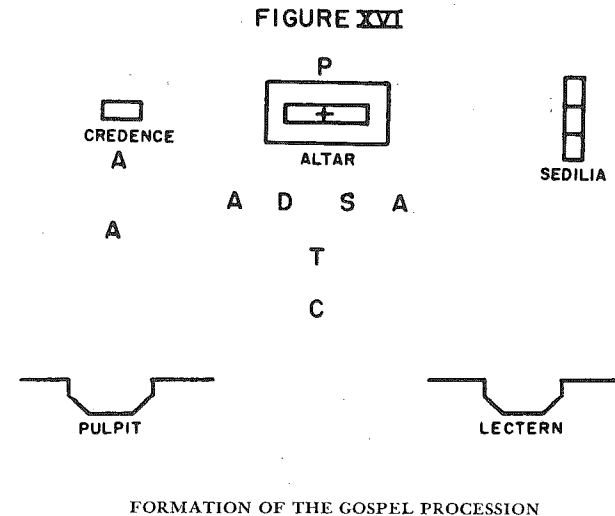 FIGURE XVI
P
CREDENCE
ALTAR
SEDILIA
A
A D S A
A
T
C
PULPIT
LECTERN
FORMATION OF THE GOSPEL PROCESSION